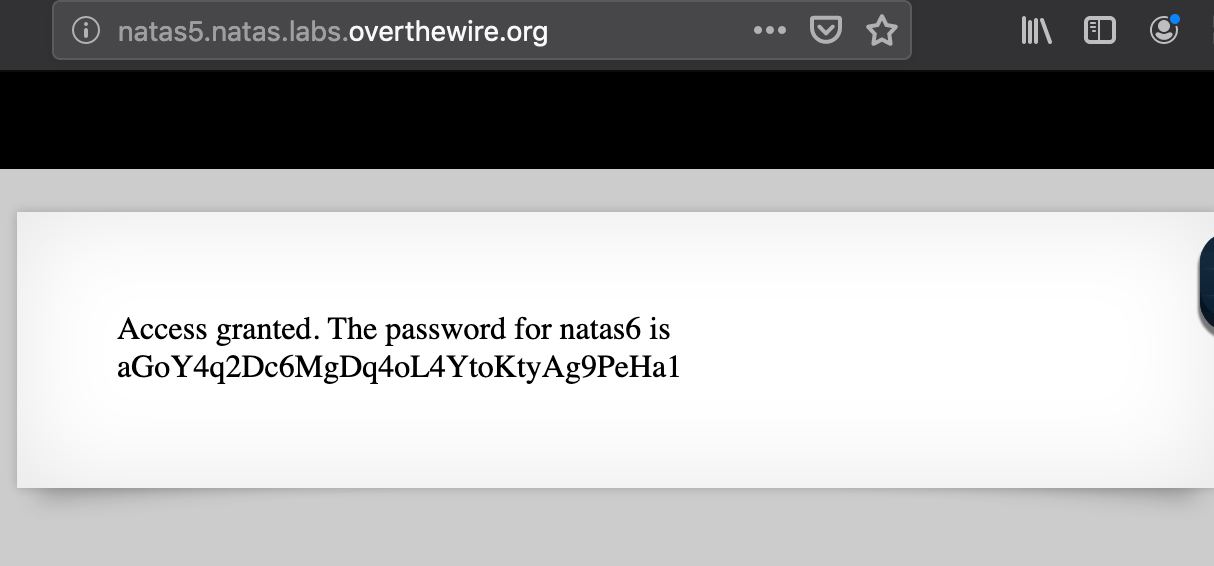 natas5.natas.labs.overthewire.org
Access granted. The password for natas6 is
aGoY4q2Dc6MgDq4oL4YtoKtyAg9PeHa1